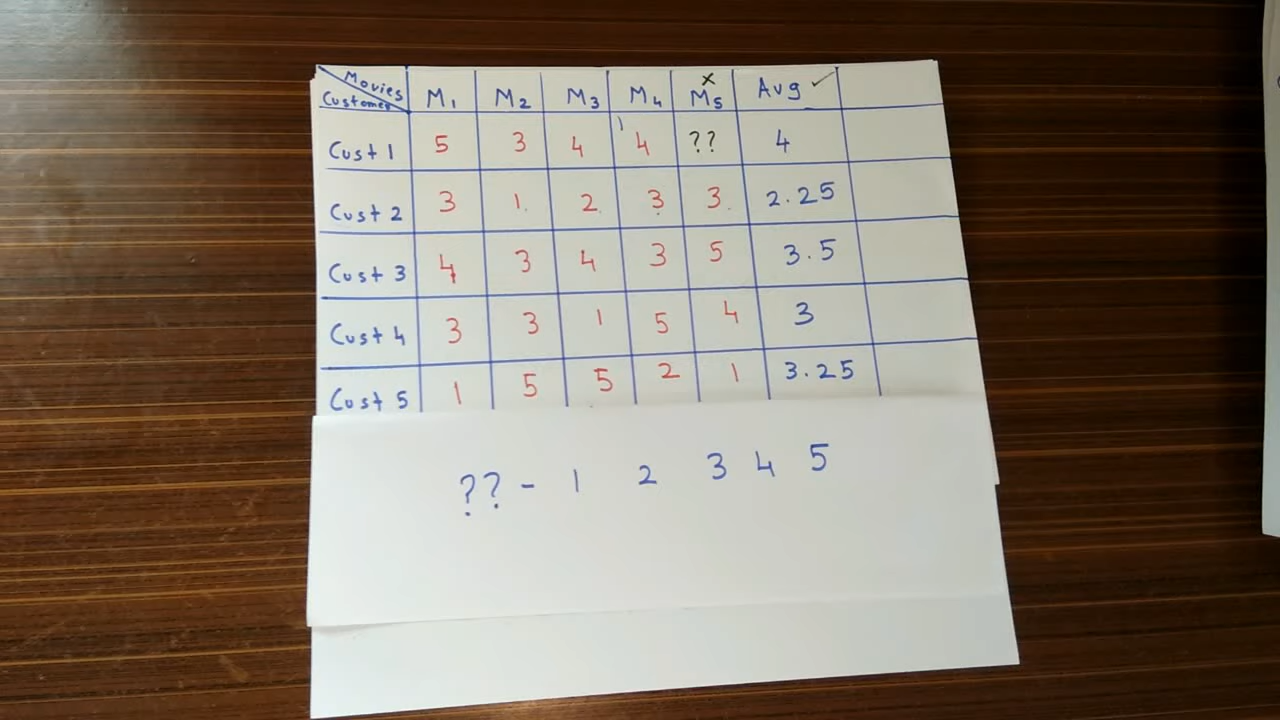 Movies
Customer M1 M2 M3 M4 M5 x Avg ✓
Cust 1 5 3 4 4 ?? 4
Cust 2 3 1 2 3 3 2.25
Cust 3 4 3 4 3 5 3.5
Cust 4 3 3 1 5 4 3
Cust 5 1 5 5 2 1 3.25
?? - 1 2 3 4 5